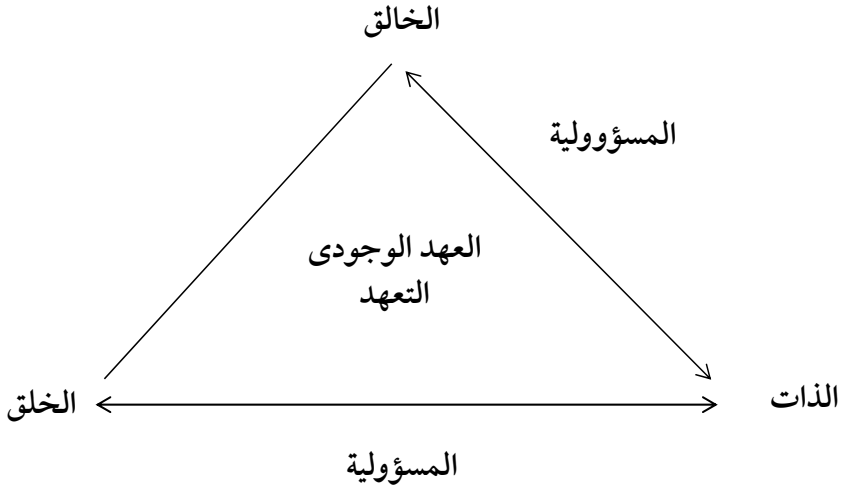 الخالق
المسؤوولية
العهد الوجودى
التعهد
الذات
الخلق
المسؤولية